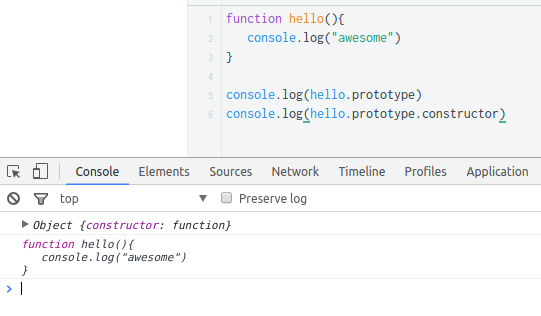 1 function hello(){
2 console.log("awesome")
3 }
4
5 console.log(hello.prototype)
6 console.log(hello.prototype.constructor)
Console Elements Sources Network Timeline Profiles Application
top ▼ Preserve log
▶ Object {constructor: function}
function hello(){
console.log("awesome")
}
>